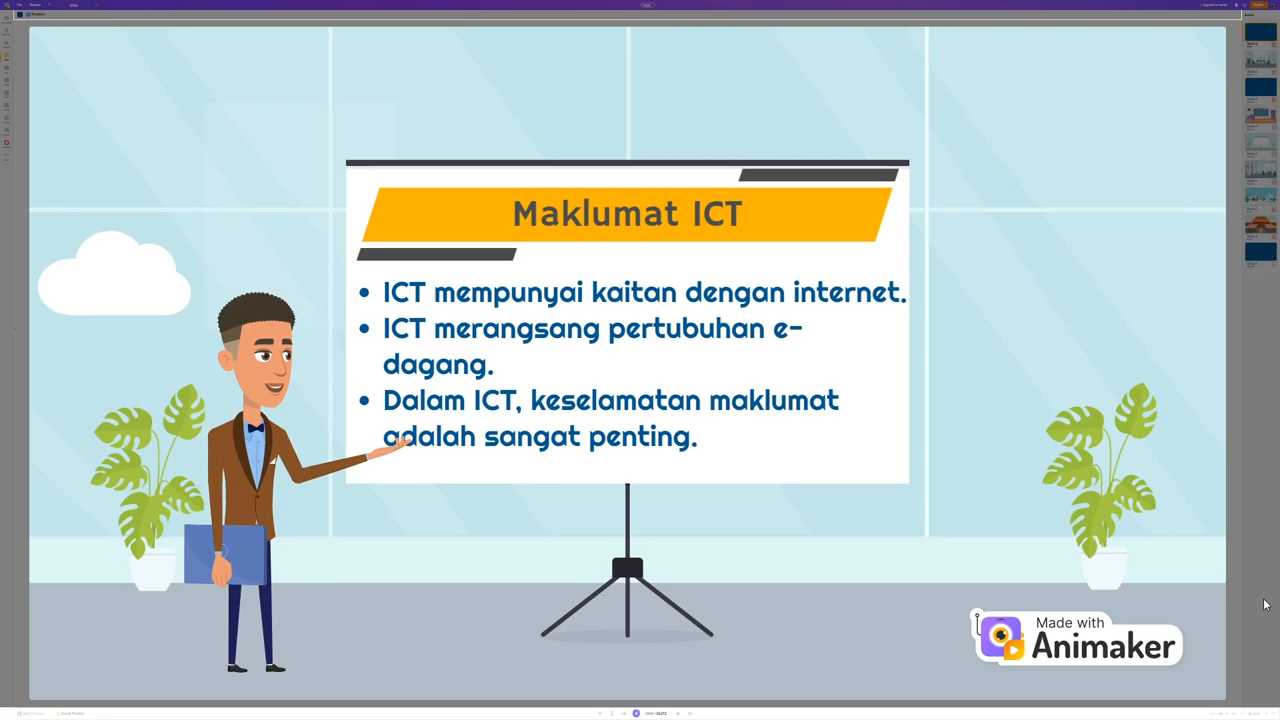 Maklumat ICT
• ICT mempunyai kaitan dengan internet.
• ICT merangsang pertubuhan e-
dagang.
• Dalam ICT, keselamatan maklumat
adalah sangat penting.
Made with
Animaker